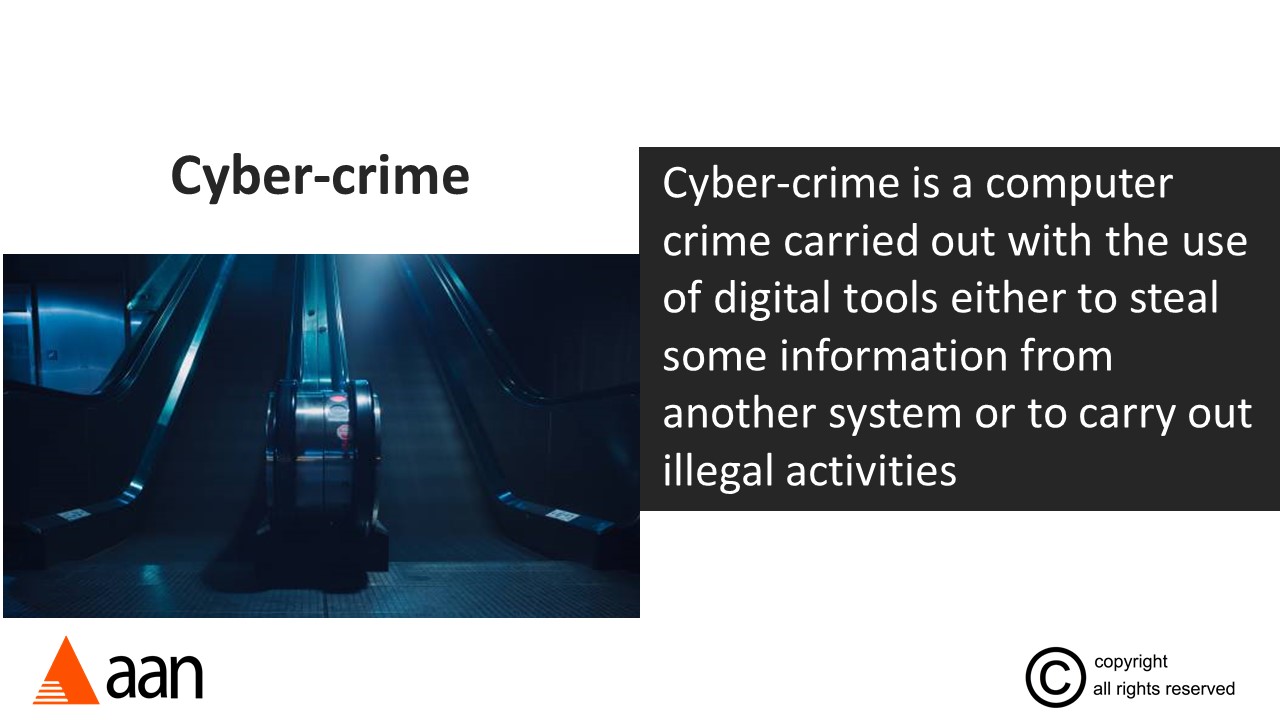 Cyber-crime
Cyber-crime is a computer
crime carried out with the use
of digital tools either to steal
some information from
another system or to carry out
illegal activities
aan
©
copyright
all rights reserved